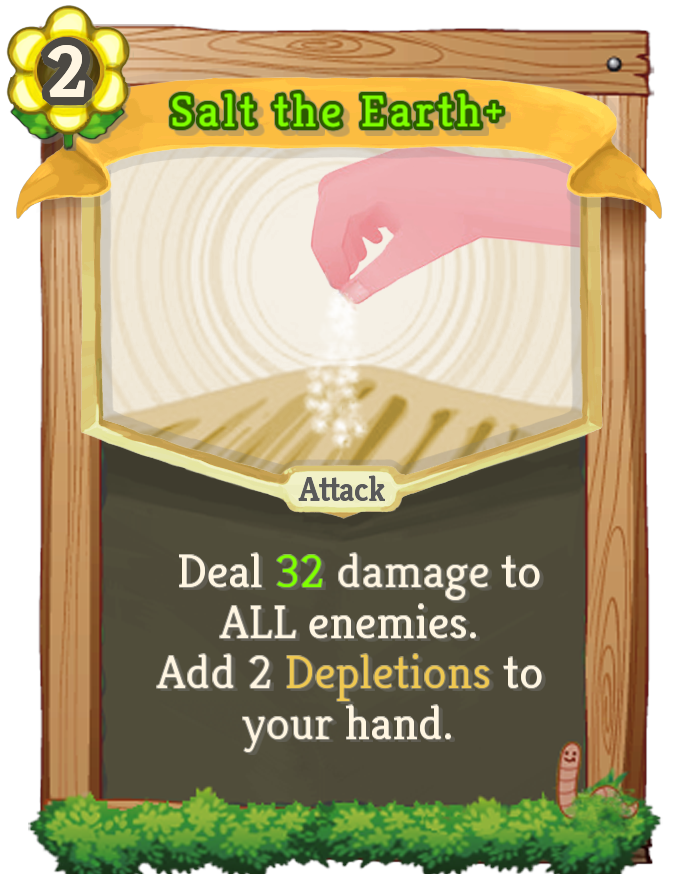 2
Salt the Earth+
Attack
Deal 32 damage to
ALL enemies.
Add 2 Depletions to
your hand.